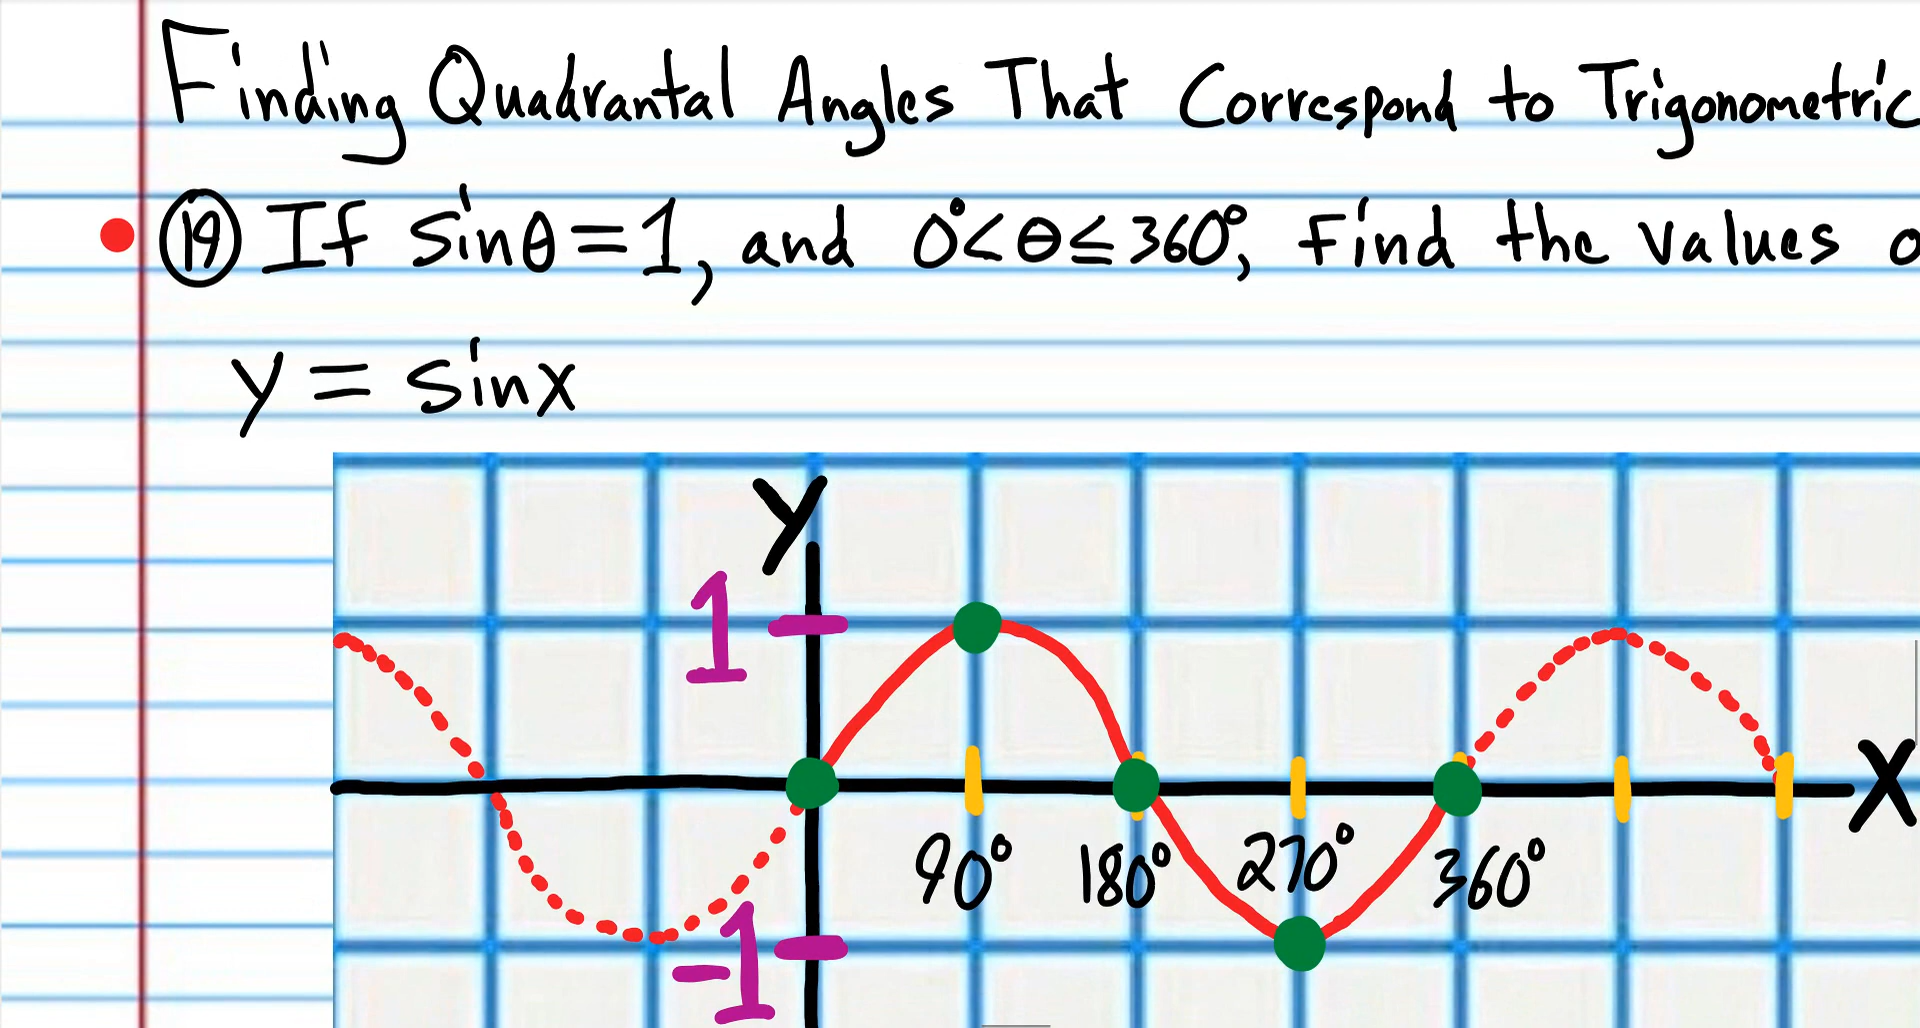 Finding Quadrantal Angles That Correspond to Trigonometric
⑲ If sinθ=1, and 0°<θ≤360°, find the values
y = sinx
y
1
X
90° 180° 270° 360°
-1